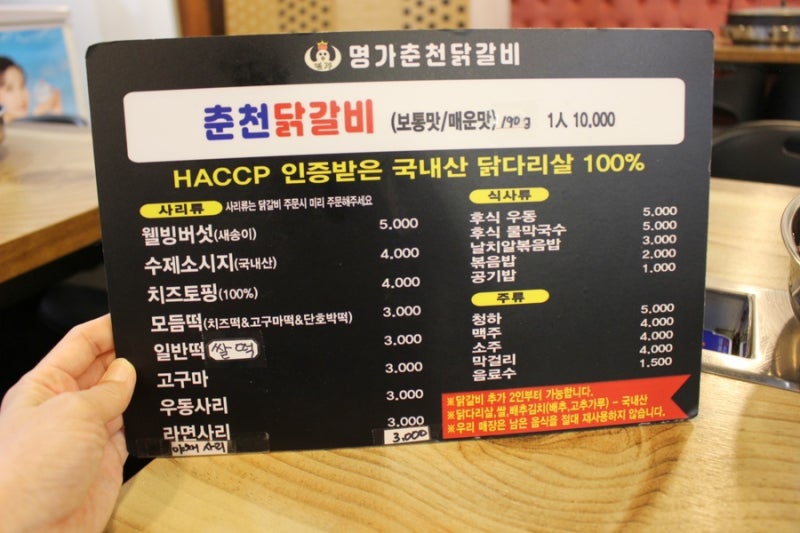 명가춘천닭갈비
춘천닭갈비 (보통맛/매운맛) 190g 1人 10,000
HACCP 인증받은 국내산 닭다리살 100%
사리류 사리류는 닭갈비 주문시 미리 주문해주세요
웰빙버섯(새송이) 5,000
수제소시지(국내산) 4,000
치즈토핑(100%) 4,000
모듬떡(치즈떡&고구마떡&단호박떡) 3,000
일반떡 쌀떡 3,000
고구마 3,000
우동사리 3,000
라면사리 3,000
야채 사리 3,000
식사류
후식 우동 5,000
후식 물막국수 5,000
날치알볶음밥 3,000
볶음밥 2,000
공기밥 1,000
주류
청하 5,000
맥주 4,000
소주 4,000
막걸리 4,000
음료수 1,500
※닭갈비 추가 2인부터 가능합니다.
※닭다리살,쌀,배추김치(배추,고추가루) - 국내산
※우리 매장은 남은 음식을 절대 재사용하지 않습니다.